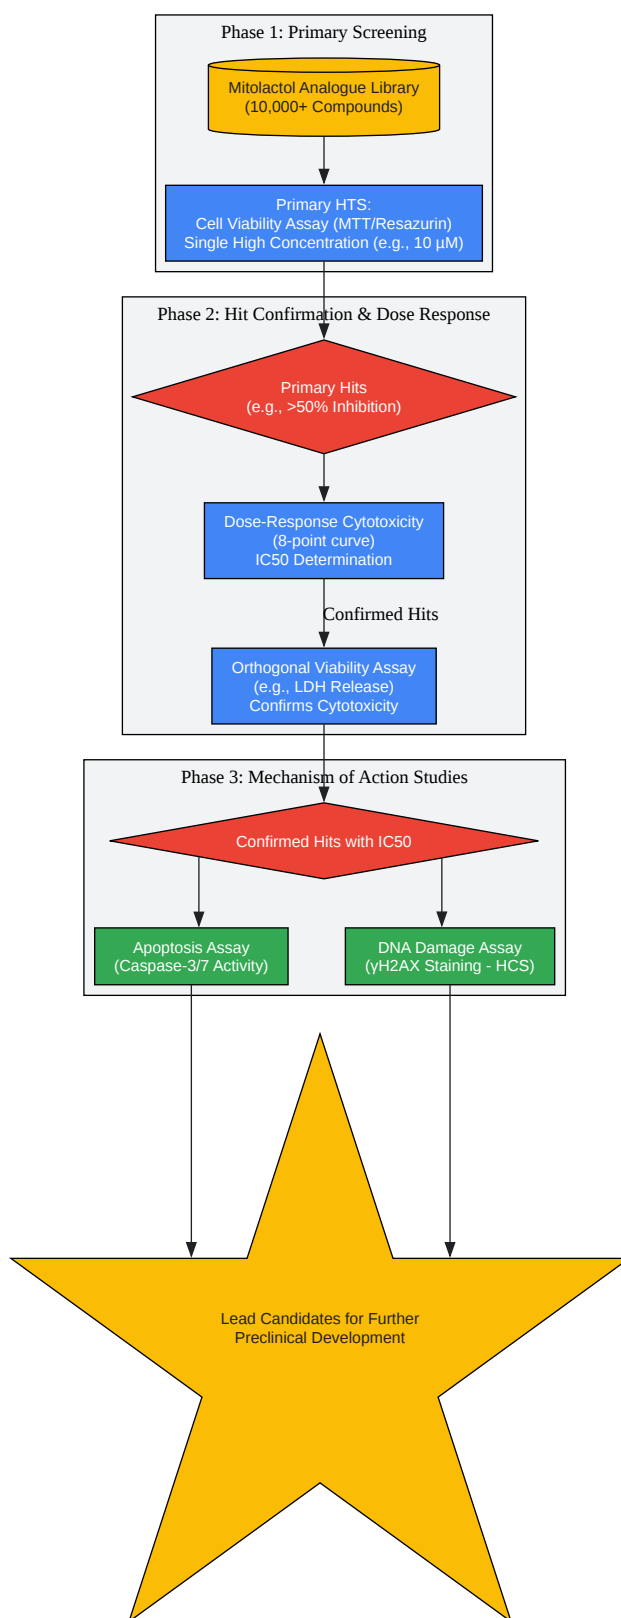 Phase 1: Primary Screening
Mitolactol Analogue Library
(10,000+ Compounds)
Primary HTS:
Cell Viability Assay (MTT/Resazurin)
Single High Concentration (e.g., 10 µM)
Phase 2: Hit Confirmation & Dose Response
Primary Hits
(e.g., >50% Inhibition)
Dose-Response Cytotoxicity
(8-point curve)
IC50 Determination
Confirmed Hits
Orthogonal Viability Assay
(e.g., LDH Release)
Confirms Cytotoxicity
Phase 3: Mechanism of Action Studies
Confirmed Hits with IC50
Apoptosis Assay
(Caspase-3/7 Activity)
DNA Damage Assay
(γH2AX Staining - HCS)
Lead Candidates for Further
Preclinical Development